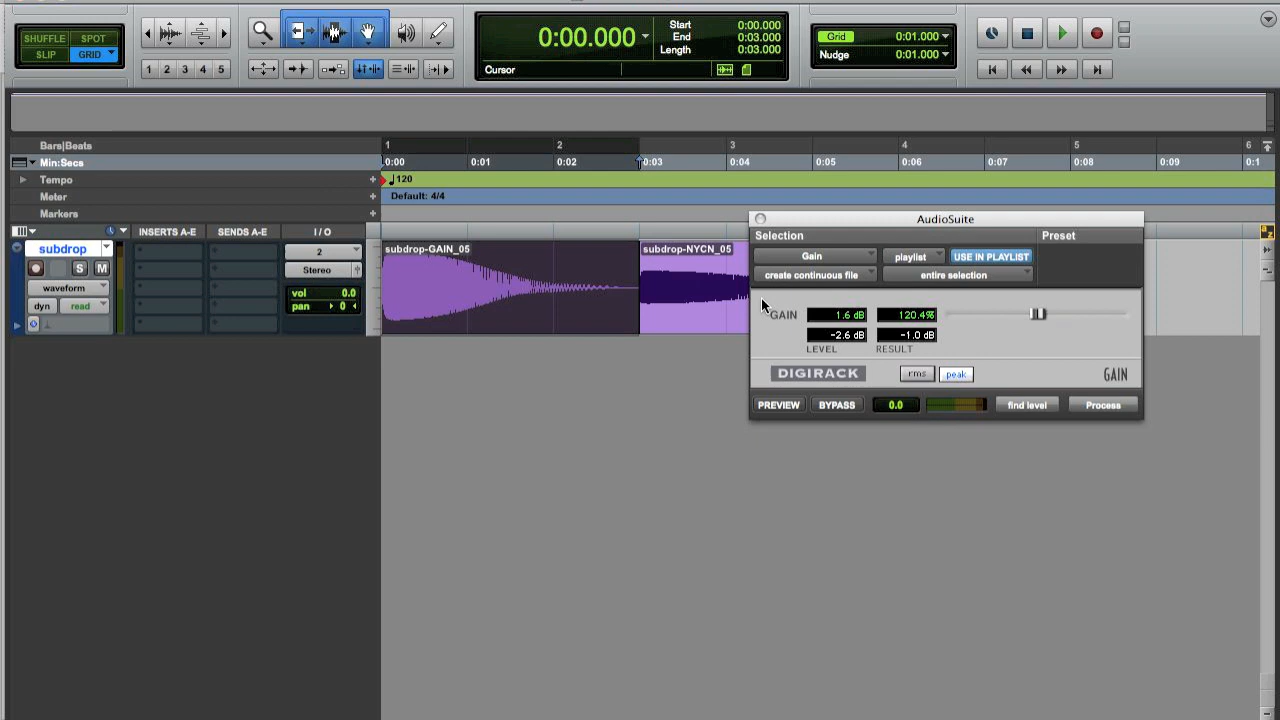 SHUFFLE SPOT
SLIP GRID
1 2 3 4 5
0:00.000
Start 0:00.000
End 0:03.000
Length 0:03.000
Cursor
Grid 0:01.000
Nudge 0:01.000
Bars|Beats 1 2 3 4 5 6
Min:Secs 0:00 0:01 0:02 0:03 0:04 0:05 0:06 0:07 0:08 0:09 0:1
Tempo + 120
Meter + Default: 4/4
Markers +
INSERTS A-E SENDS A-E I / O
a z
subdrop
S M
waveform
dyn read
2
Stereo
vol 0.0
pan 0
subdrop-GAIN_05
subdrop-NYCN_05
AudioSuite
Selection Preset
Gain playlist USE IN PLAYLIST
create continuous file entire selection
GAIN 1.6 dB 120.4%
-2.6 dB -1.0 dB
LEVEL RESULT
DIGIRACK rms peak GAIN
PREVIEW BYPASS 0.0 find level Process